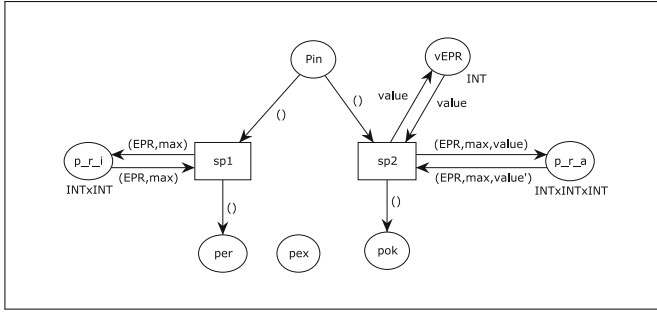 Pin
vEPR
INT
()
()
value
value
(EPR,max)
p_r_i
sp1
(EPR,max)
INTxINT
sp2
(EPR,max,value)
p_r_a
(EPR,max,value')
INTxINTxINT
()
()
per
pex
pok